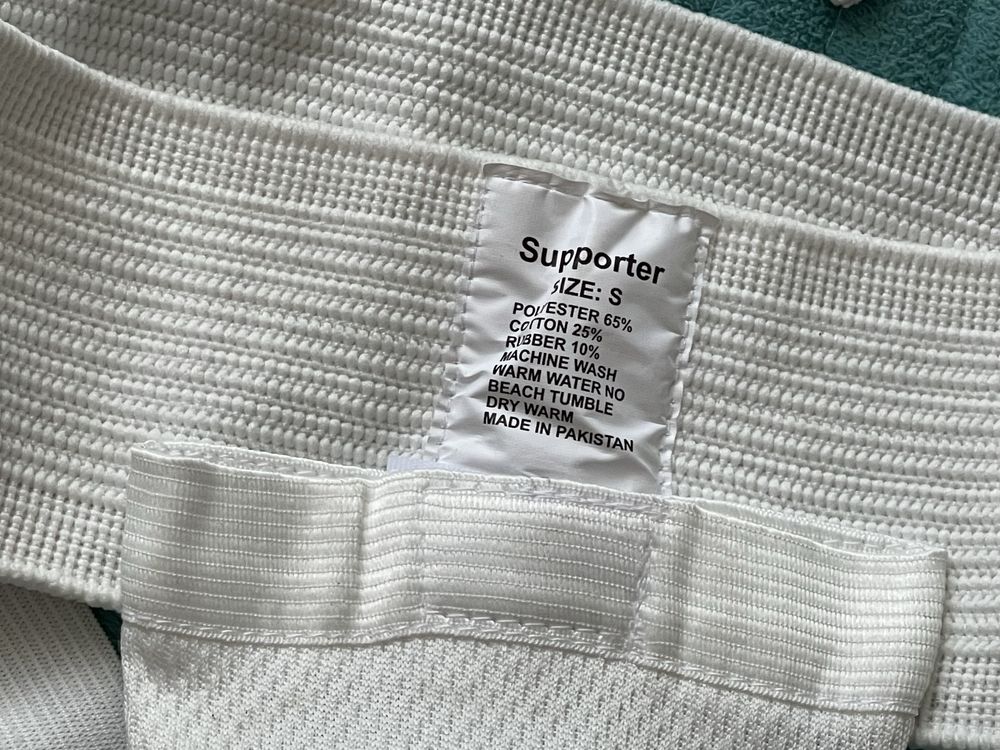 Supporter
SIZE: S
POLYESTER 65%
COTTON 25%
RUBBER 10%
MACHINE WASH
WARM WATER NO
BEACH TUMBLE
DRY WARM
MADE IN PAKISTAN